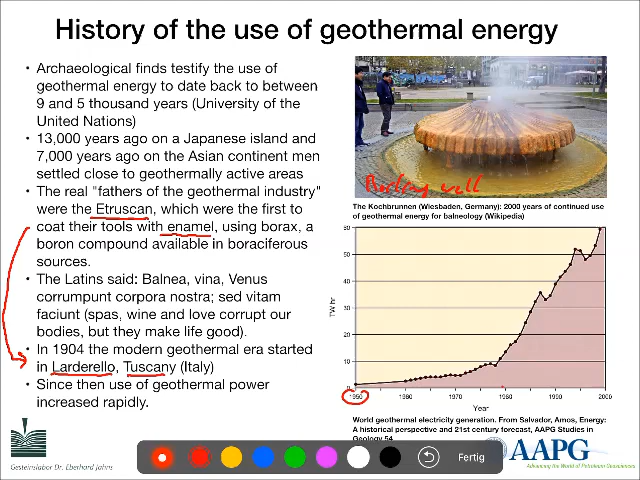 History of the use of geothermal energy
• Archaeological finds testify the use of
geothermal energy to date back to between
9 and 5 thousand years (University of the
United Nations)
• 13,000 years ago on a Japanese island and
7,000 years ago on the Asian continent men
settled close to geothermally active areas
• The real "fathers of the geothermal industry"
were the Etruscan, which were the first to
coat their tools with enamel, using borax, a
boron compound available in boraciferous
sources.
• The Latins said: Balnea, vina, Venus
corrumpunt corpora nostra; sed vitam
faciunt (spas, wine and love corrupt our
bodies, but they make life good).
• In 1904 the modern geothermal era started
in Larderello, Tuscany (Italy)
• Since then use of geothermal power
increased rapidly.
well
The Kochbrunnen (Wiesbaden, Germany): 2000 years of continued use
of geothermal energy for balneology (Wikipedia)
TW hr
50
40
30
20
10
0
1950 1960 1970 1980 1990 2000
Year
World geothermal electricity generation. From Salvador, Amos, Energy:
A historical perspective and 21st century forecast, AAPG Studies in
Geology 54
Gesteinslabor Dr. Eberhard Jahns
Fertig
AAPG
Advancing the World of Petroleum Geosciences.